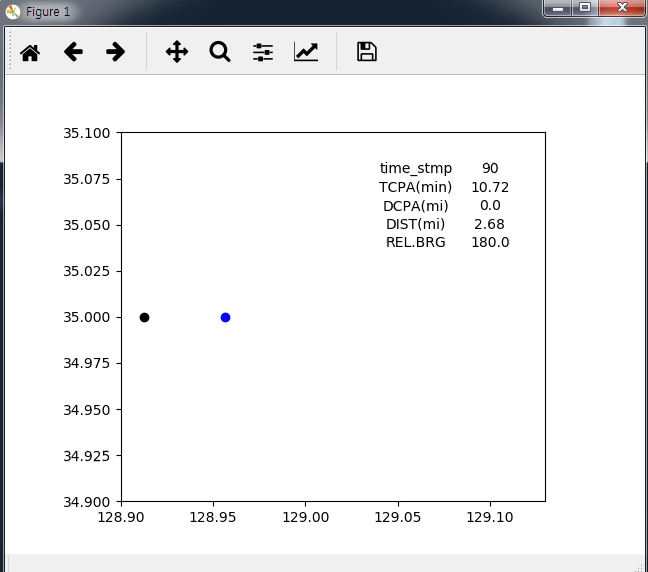 Figure 1
35.100
35.075
35.050
35.025
35.000
34.975
34.950
34.925
34.900
128.90 128.95 129.00 129.05 129.10
time_stmp 90
TCPA(min) 10.72
DCPA(mi) 0.0
DIST(mi) 2.68
REL.BRG 180.0